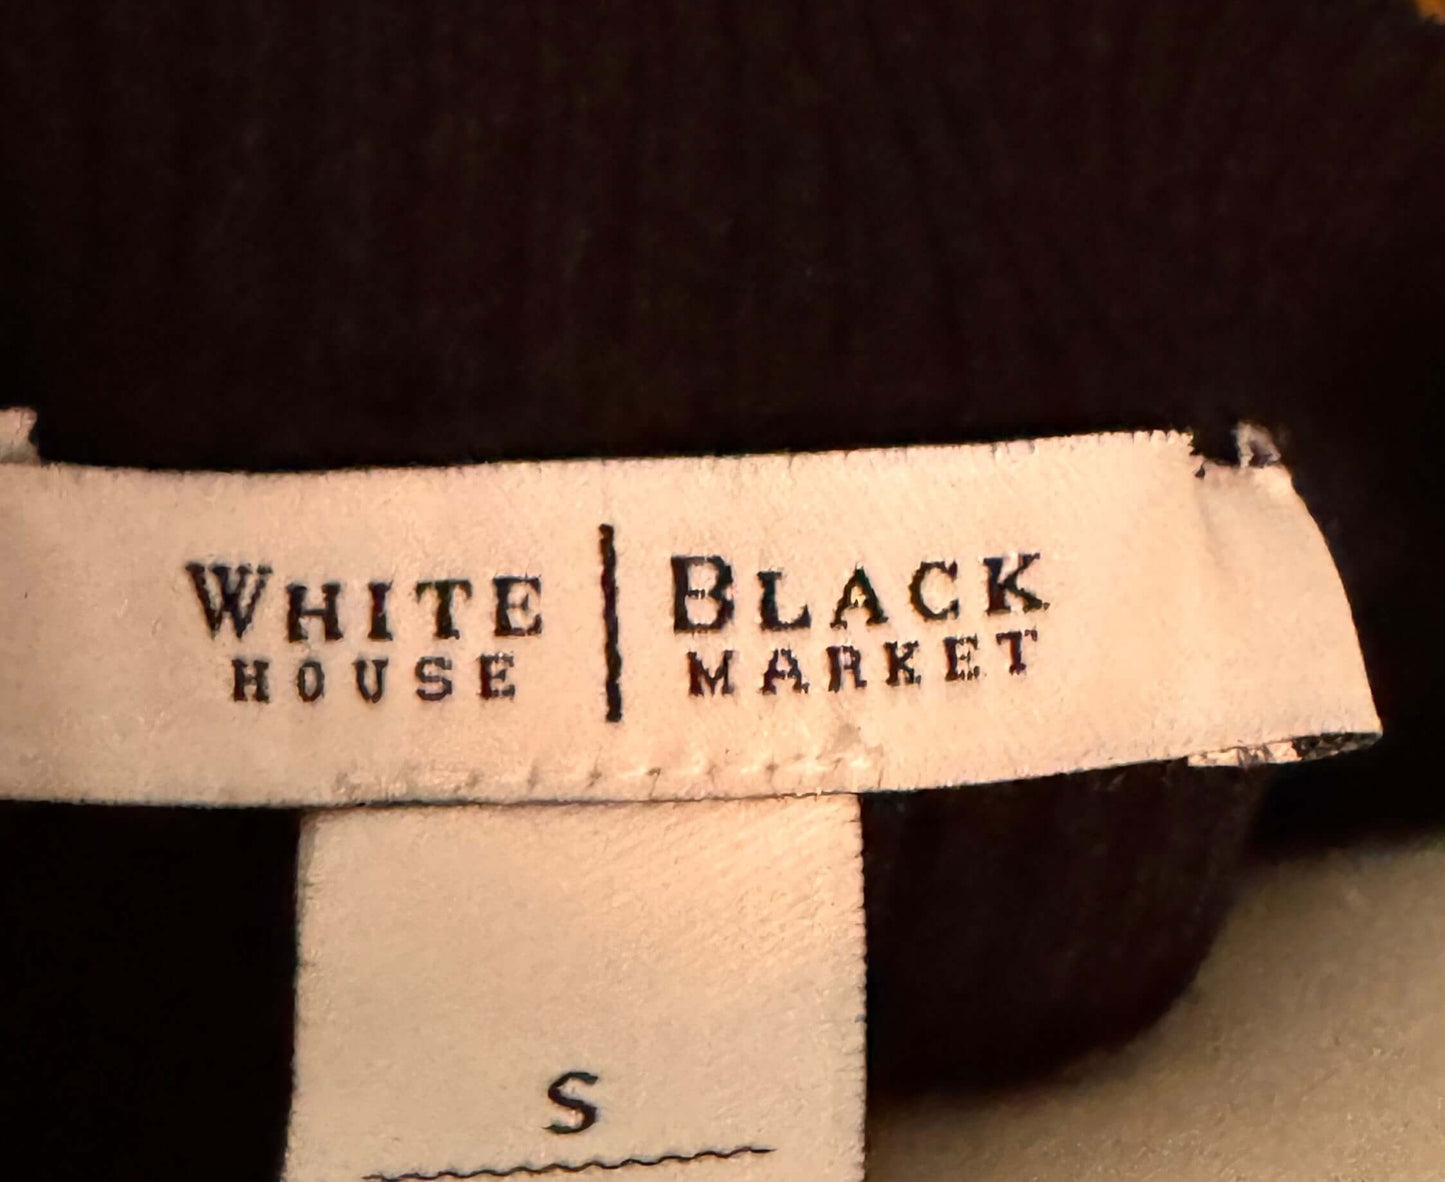 WHITE | BLACK
HOUSE | MARKET
S